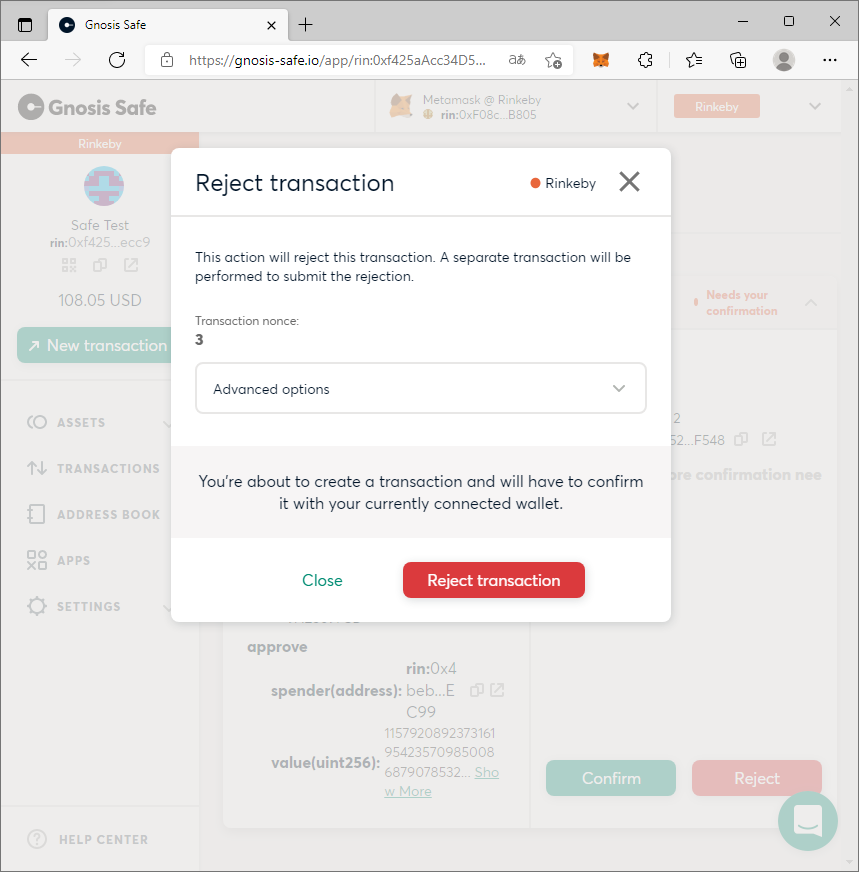 Gnosis Safe
https://gnosis-safe.io/app/rin:0xf425aAcc34D5...
Gnosis Safe
Metamask @ Rinkeby
rin:0xF08c...B805
Rinkeby
Rinkeby
Safe Test
rin:0xf425...ecc9
108.05 USD
New transaction
ASSETS
TRANSACTIONS
ADDRESS BOOK
APPS
SETTINGS
HELP CENTER
Reject transaction
Rinkeby
This action will reject this transaction. A separate transaction will be
performed to submit the rejection.
Transaction nonce:
3
Advanced options
You're about to create a transaction and will have to confirm
it with your currently connected wallet.
Close
Reject transaction
Needs your
confirmation
2
52...F548
ore confirmation nee
approve
spender(address):
rin:0x4
beb...E
C99
value(uint256):
1157920892373161
95423570985008
6879078532... Sho
w More
Confirm
Reject